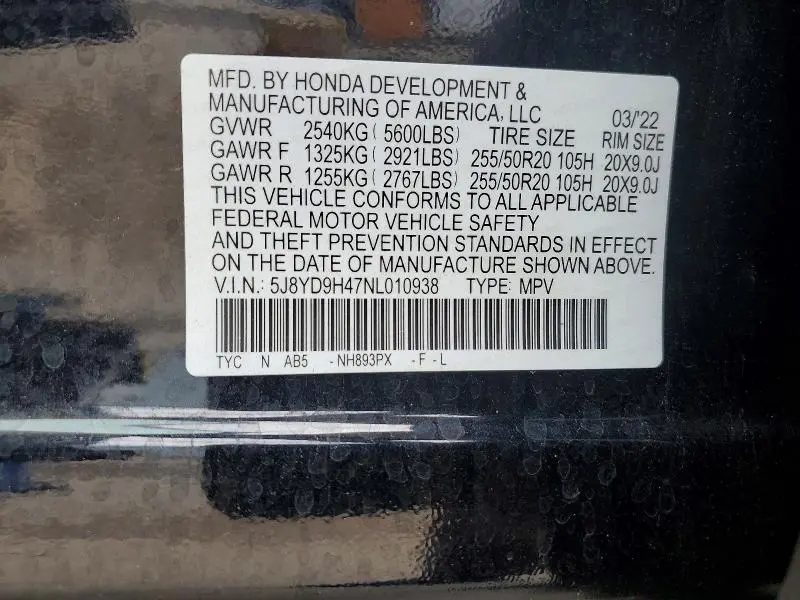 MFD. BY HONDA DEVELOPMENT &
MANUFACTURING OF AMERICA, LLC 03/'22
GVWR 2540KG ( 5600LBS) TIRE SIZE RIM SIZE
GAWR F 1325KG ( 2921LBS) 255/50R20 105H 20X9.0J
GAWR R 1255KG ( 2767LBS) 255/50R20 105H 20X9.0J
THIS VEHICLE CONFORMS TO ALL APPLICABLE
FEDERAL MOTOR VEHICLE SAFETY
AND THEFT PREVENTION STANDARDS IN EFFECT
ON THE DATE OF MANUFACTURE SHOWN ABOVE.
V.I.N.: 5J8YD9H47NL010938 TYPE: MPV
TYC N AB5 -NH893PX -F-L